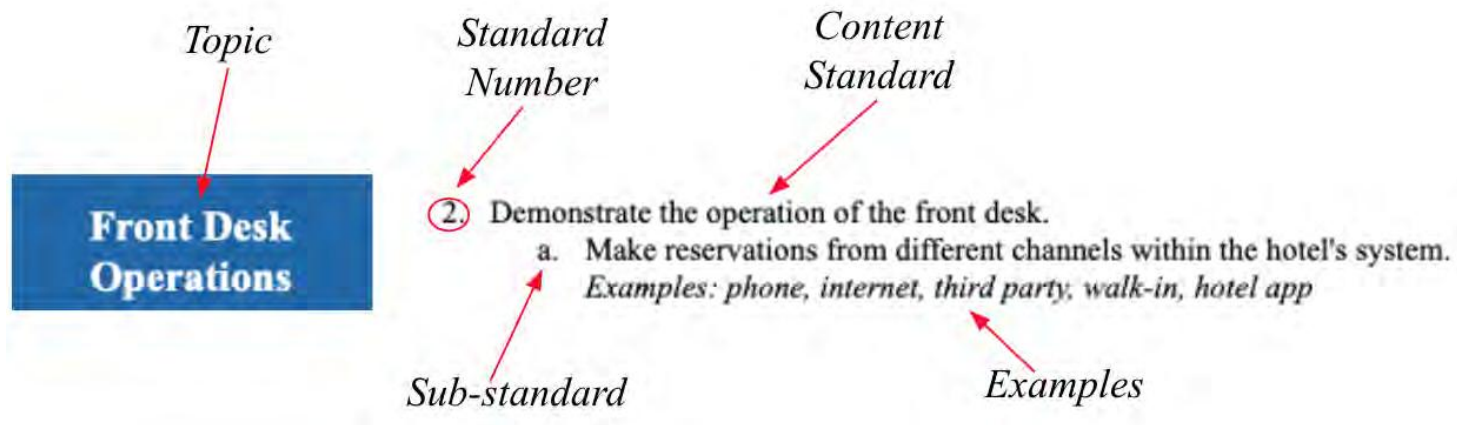 Topic
Standard
Number
Content
Standard
Front Desk
Operations
2. Demonstrate the operation of the front desk.
a. Make reservations from different channels within the hotel's system.
Examples: phone, internet, third party, walk-in, hotel app
Sub-standard
Examples